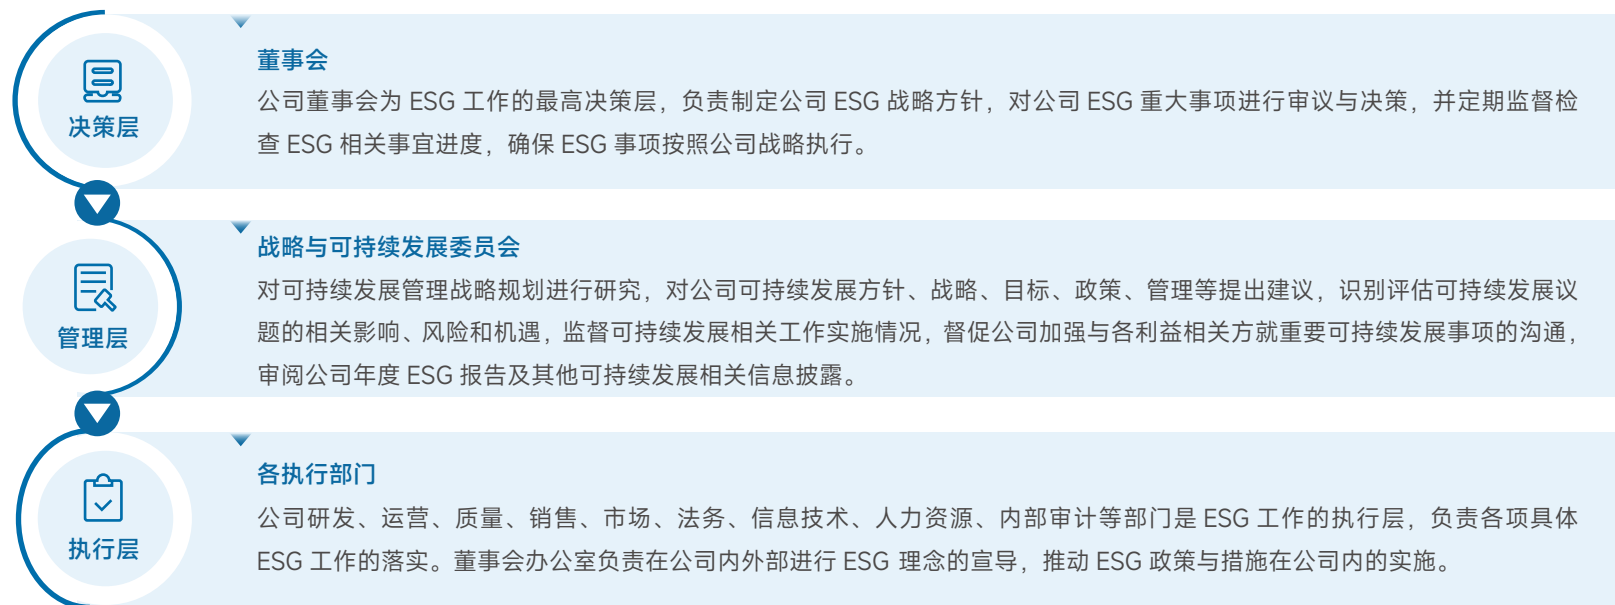 决策层
董事会
公司董事会为 ESG 工作的最高决策层，负责制定公司 ESG 战略方针，对公司 ESG 重大事项进行审议与决策，并定期监督检
查 ESG 相关事宜进度，确保 ESG 事项按照公司战略执行。
管理层
战略与可持续发展委员会
对可持续发展管理战略规划进行研究，对公司可持续发展方针、战略、目标、政策、管理等提出建议，识别评估可持续发展议
题的相关影响、风险和机遇，监督可持续发展相关工作实施情况，督促公司加强与各利益相关方就重要可持续发展事项的沟通，
审阅公司年度 ESG 报告及其他可持续发展相关信息披露。
执行层
各执行部门
公司研发、运营、质量、销售、市场、法务、信息技术、人力资源、内部审计等部门是 ESG 工作的执行层，负责各项具体
ESG 工作的落实。董事会办公室负责在公司内外部进行 ESG 理念的宣导，推动 ESG 政策与措施在公司内的实施。